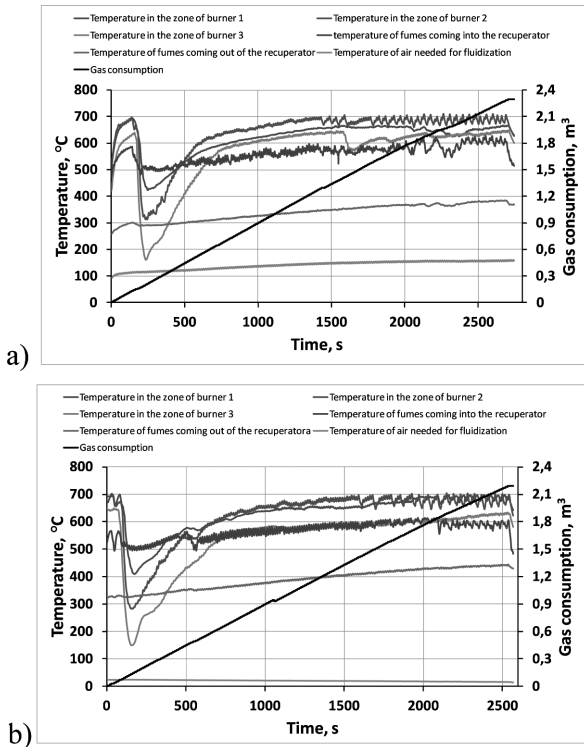 Temperature in the zone of burner 1 Temperature in the zone of burner 2
Temperature in the zone of burner 3 temperature of fumes coming into the recuperator
Temperature of fumes coming out of the recuperator Temperature of air needed for fluidization
Gas consumption
800 2,4
700 2,1
600 1,8
500 1,5
400 1,2
300 0,9
200 0,6
100 0,3
0 0
Temperature, °C
Gas consumption, m³
0 500 1000 1500 2000 2500
Time, s
a)
Temperature in the zone of burner 1 Temperature in the zone of burner 2
Temperature in the zone of burner 3 Temperature of fumes coming into the recuperator
Temperature of fumes coming out of the recuperatora Temperature of air needed for fluidization
Gas consumption
800 2,4
700 2,1
600 1,8
500 1,5
400 1,2
300 0,9
200 0,6
100 0,3
0 0
Temperature, °C
Gas consumption, m³
0 500 1000 1500 2000 2500
Time, s
b)